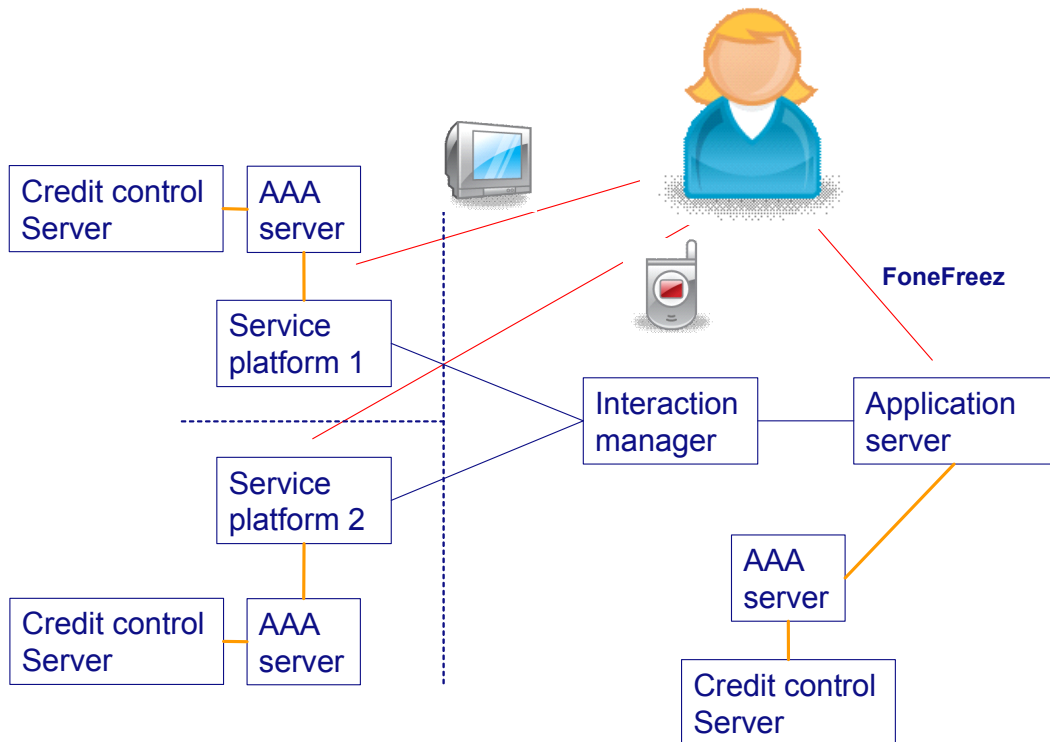 Credit control
Server
AAA
server
FoneFreez
Service
platform 1
Interaction
manager
Application
server
Service
platform 2
AAA
server
Credit control
Server
AAA
server
Credit control
Server